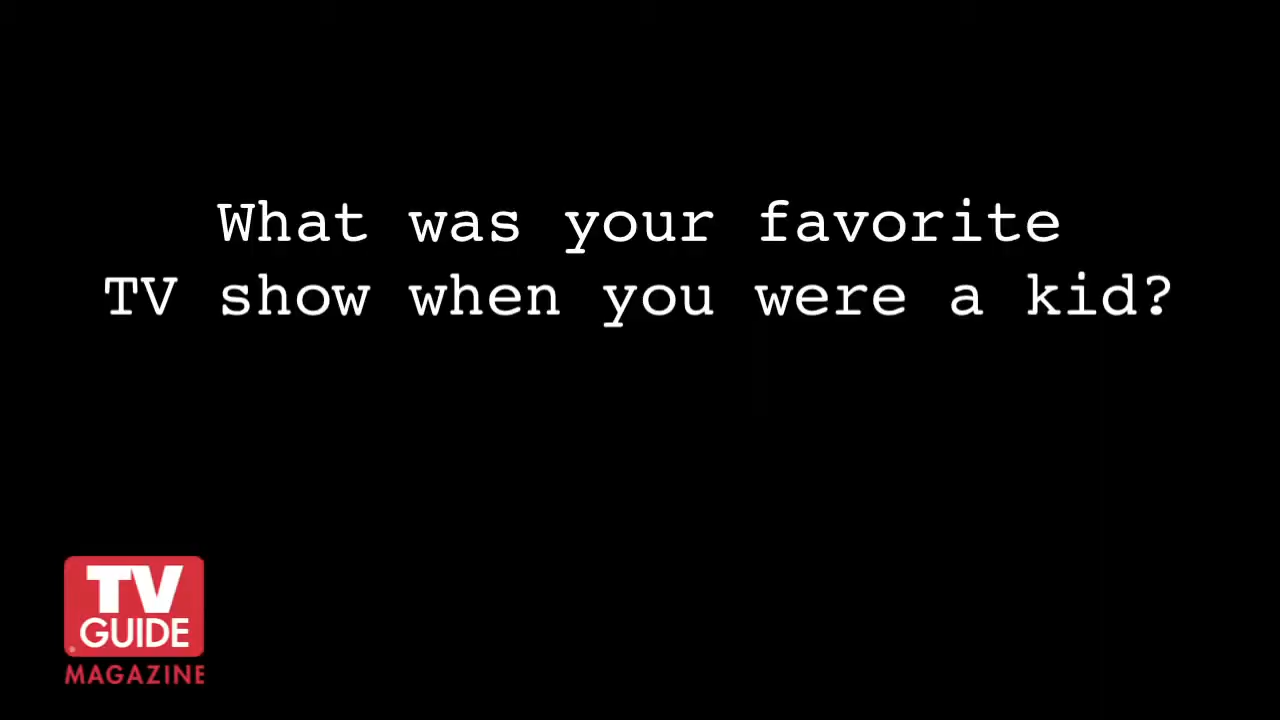 What was your favorite
TV show when you were a kid?
TV
GUIDE
MAGAZINE